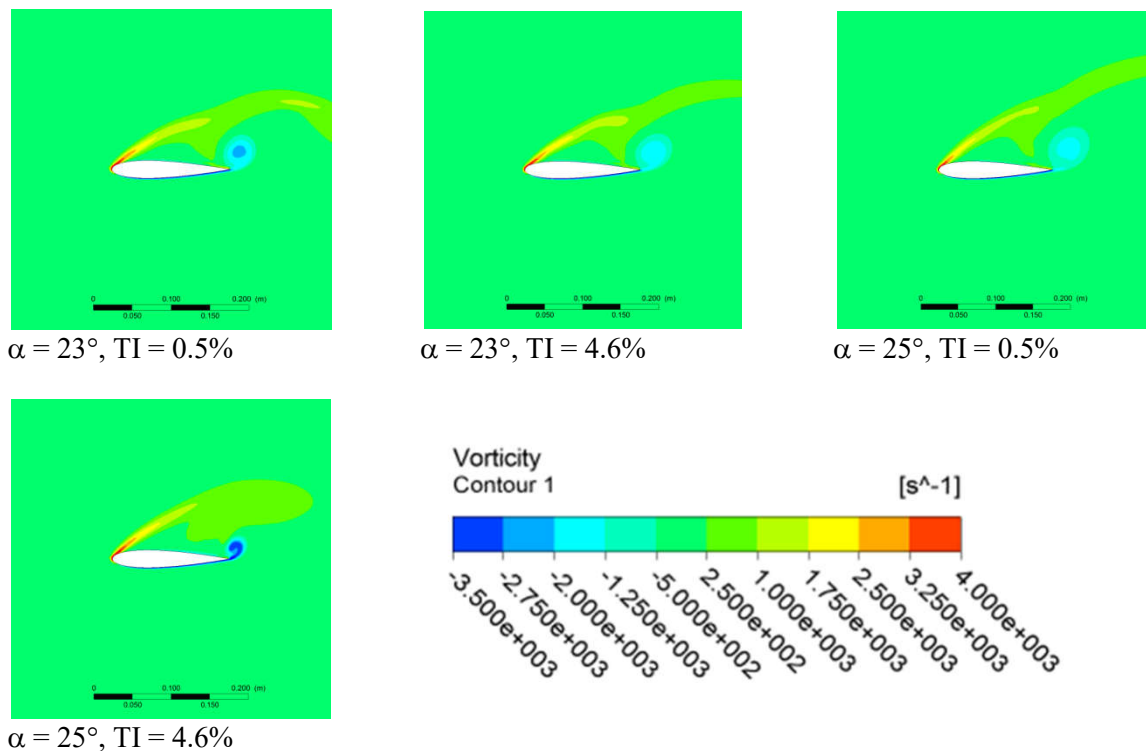 0 0.100 0.200 (m)
0.050 0.150
0 0.100 0.200 (m)
0.050 0.150
0 0.100 0.200 (m)
0.050 0.150
α = 23°, TI = 0.5%
α = 23°, TI = 4.6%
α = 25°, TI = 0.5%
Vorticity
Contour 1
[s^-1]
-3.500e+003
-2.750e+003
-2.000e+003
-1.250e+003
-5.000e+002
2.500e+002
1.000e+003
1.750e+003
2.500e+003
3.250e+003
4.000e+003
0 0.100 0.200 (m)
0.050 0.150
α = 25°, TI = 4.6%